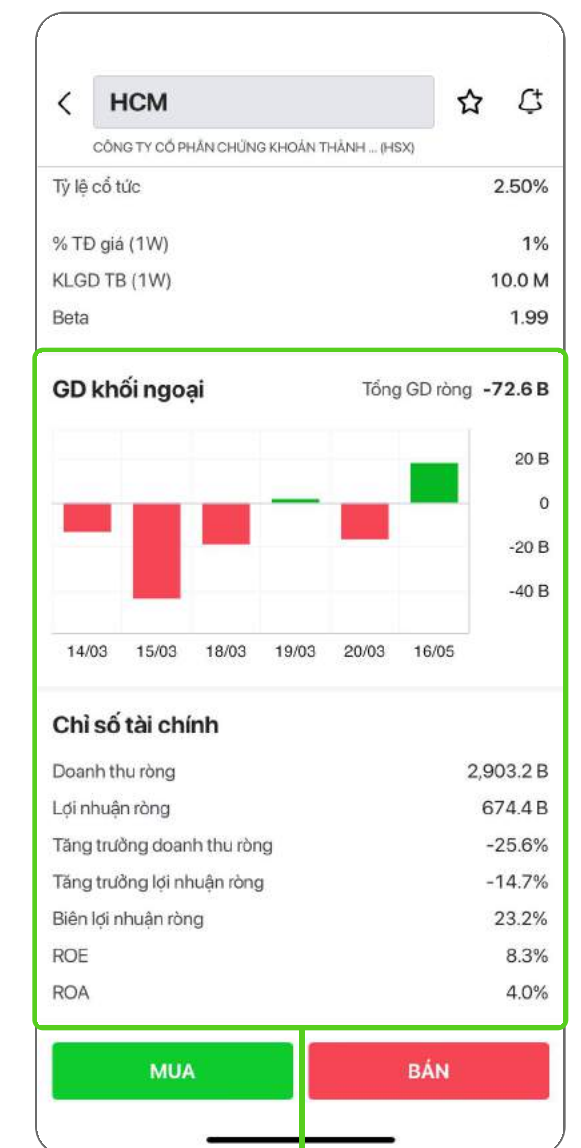 HCM
CÔNG TY CỔ PHẦN CHỨNG KHOÁN THÀNH ... (HSX)
Tỷ lệ cổ tức 2.50%
% TĐ giá (1W) 1%
KLGD TB (1W) 10.0 M
Beta 1.99
GD khối ngoại Tổng GD ròng -72.6 B
20 B
0
-20 B
-40 B
14/03 15/03 18/03 19/03 20/03 16/05
Chỉ số tài chính
Doanh thu ròng 2,903.2 B
Lợi nhuận ròng 674.4 B
Tăng trưởng doanh thu ròng -25.6%
Tăng trưởng lợi nhuận ròng -14.7%
Biên lợi nhuận ròng 23.2%
ROE 8.3%
ROA 4.0%
MUA BÁN